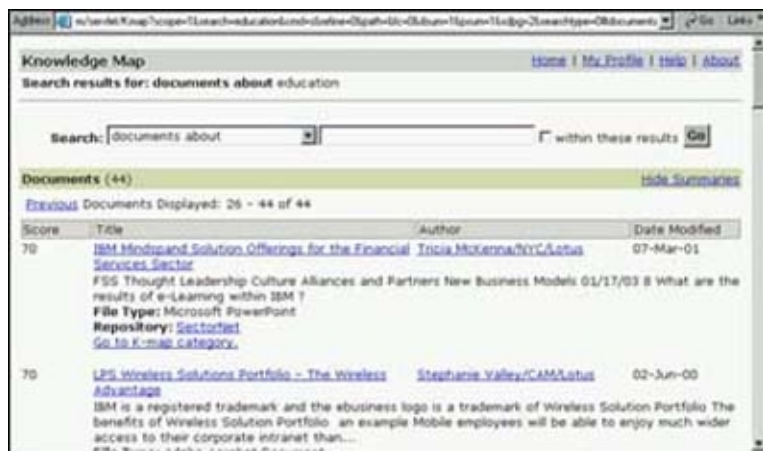 Address
Go Links
Knowledge Map Home | My Profile | Help | About
Search results for: documents about education
Search: documents about within these results Go
Documents (44) Hide Summaries
Previous Documents Displayed: 26 - 44 of 44
Score Title Author Date Modified
70 IBM Mindspand Solution Offerings for the Financial Tricia McKenna/NYC/Lotus 07-Mar-01
Services Sector
FSS Thought Leadership Culture Alliances and Partners New Business Models 01/17/03 8 What are the
results of e-Learning within IBM ?
File Type: Microsoft PowerPoint
Repository: SectorNet
Go to K-map category.
70 LPS Wireless Solutions Portfolio - The Wireless Stephanie Valley/CAM/Lotus 02-Jun-00
Advantage
IBM is a registered trademark and the ebusiness logo is a trademark of Wireless Solution Portfolio The
benefits of Wireless Solution Portfolio an example Mobile employees will be able to enjoy much wider
access to their corporate intranet than...
File Type: Adobe Acrobat Document